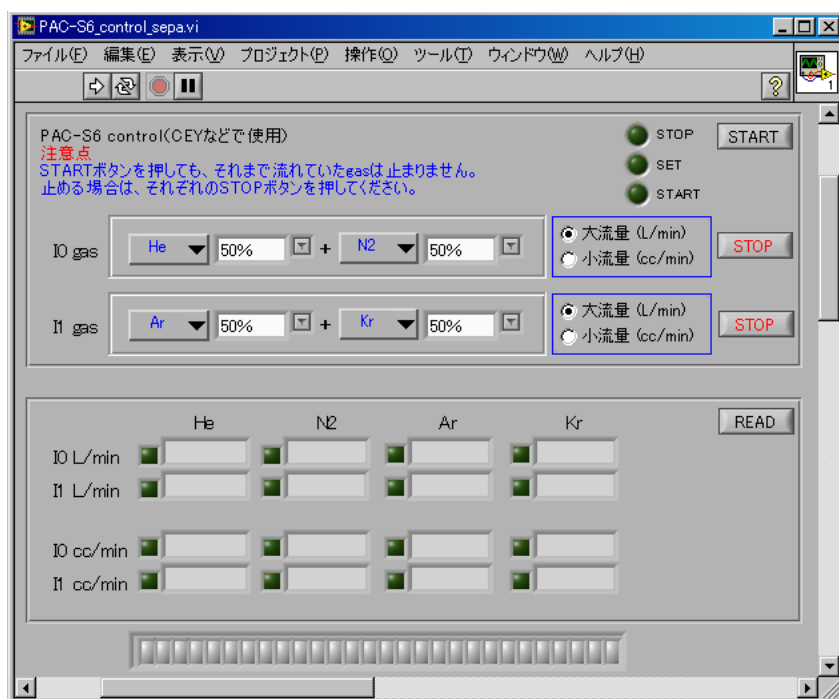 PAC-S6_control_sepa.vi
ファイル(F) 編集(E) 表示(V) プロジェクト(P) 操作(O) ツール(T) ウィンドウ(W) ヘルプ(H)
1
PAC-S6 control(CEYなどで使用)
注意点
STARTボタンを押しても、それまで流れていたgasは止まりません。
止める場合は、それぞれのSTOPボタンを押してください。
STOP
SET
START
START
I0 gas He 50% + N2 50% 大流量 (L/min) STOP
小流量 (cc/min)
I1 gas Ar 50% + Kr 50% 大流量 (L/min) STOP
小流量 (cc/min)
He N2 Ar Kr READ
I0 L/min
I1 L/min
I0 cc/min
I1 cc/min